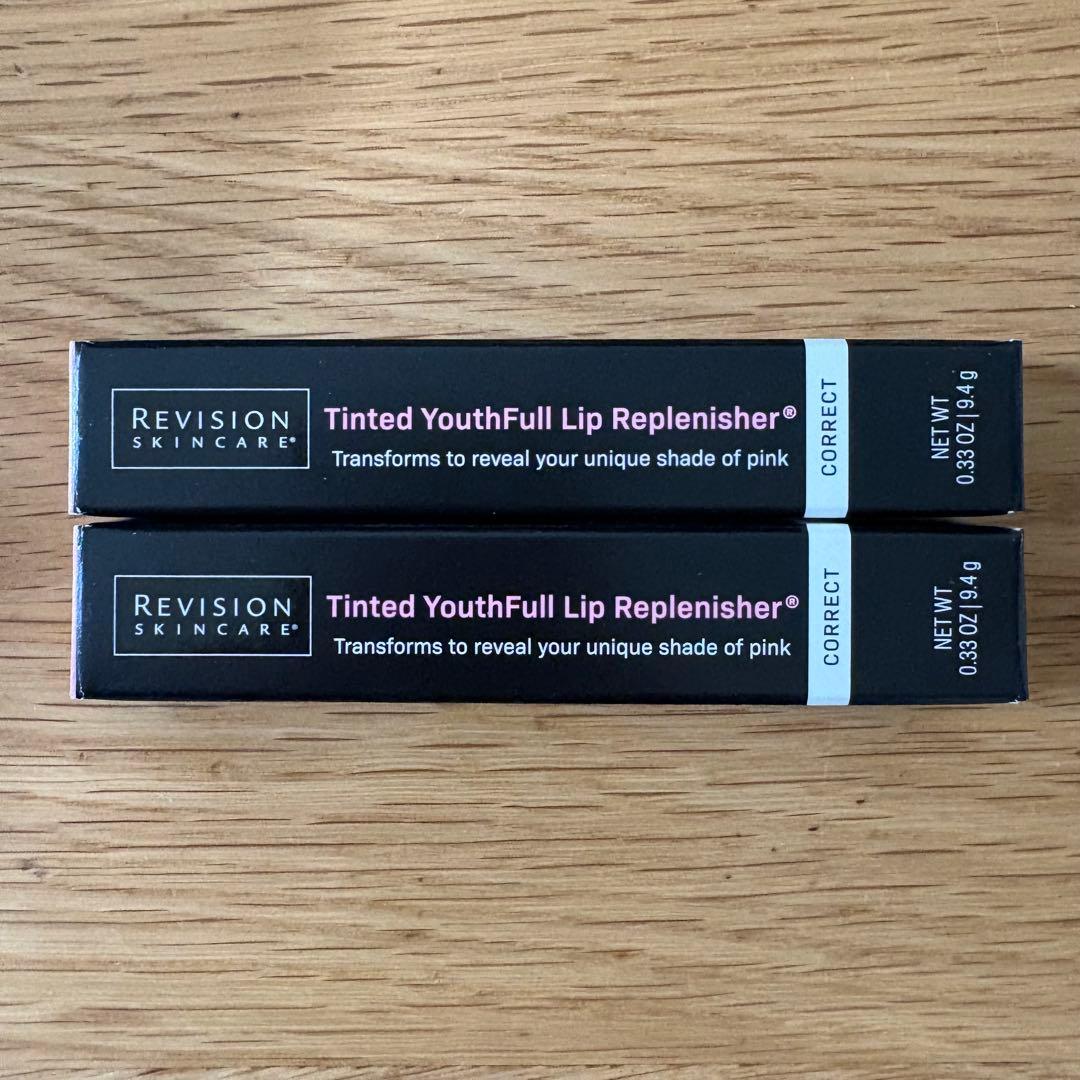 REVISION
SKINCARE®
Tinted YouthFull Lip Replenisher®
Transforms to reveal your unique shade of pink
CORRECT
NET WT
0.33 OZ | 9.4 g
REVISION
SKINCARE®
Tinted YouthFull Lip Replenisher®
Transforms to reveal your unique shade of pink
CORRECT
NET WT
0.33 OZ | 9.4 g